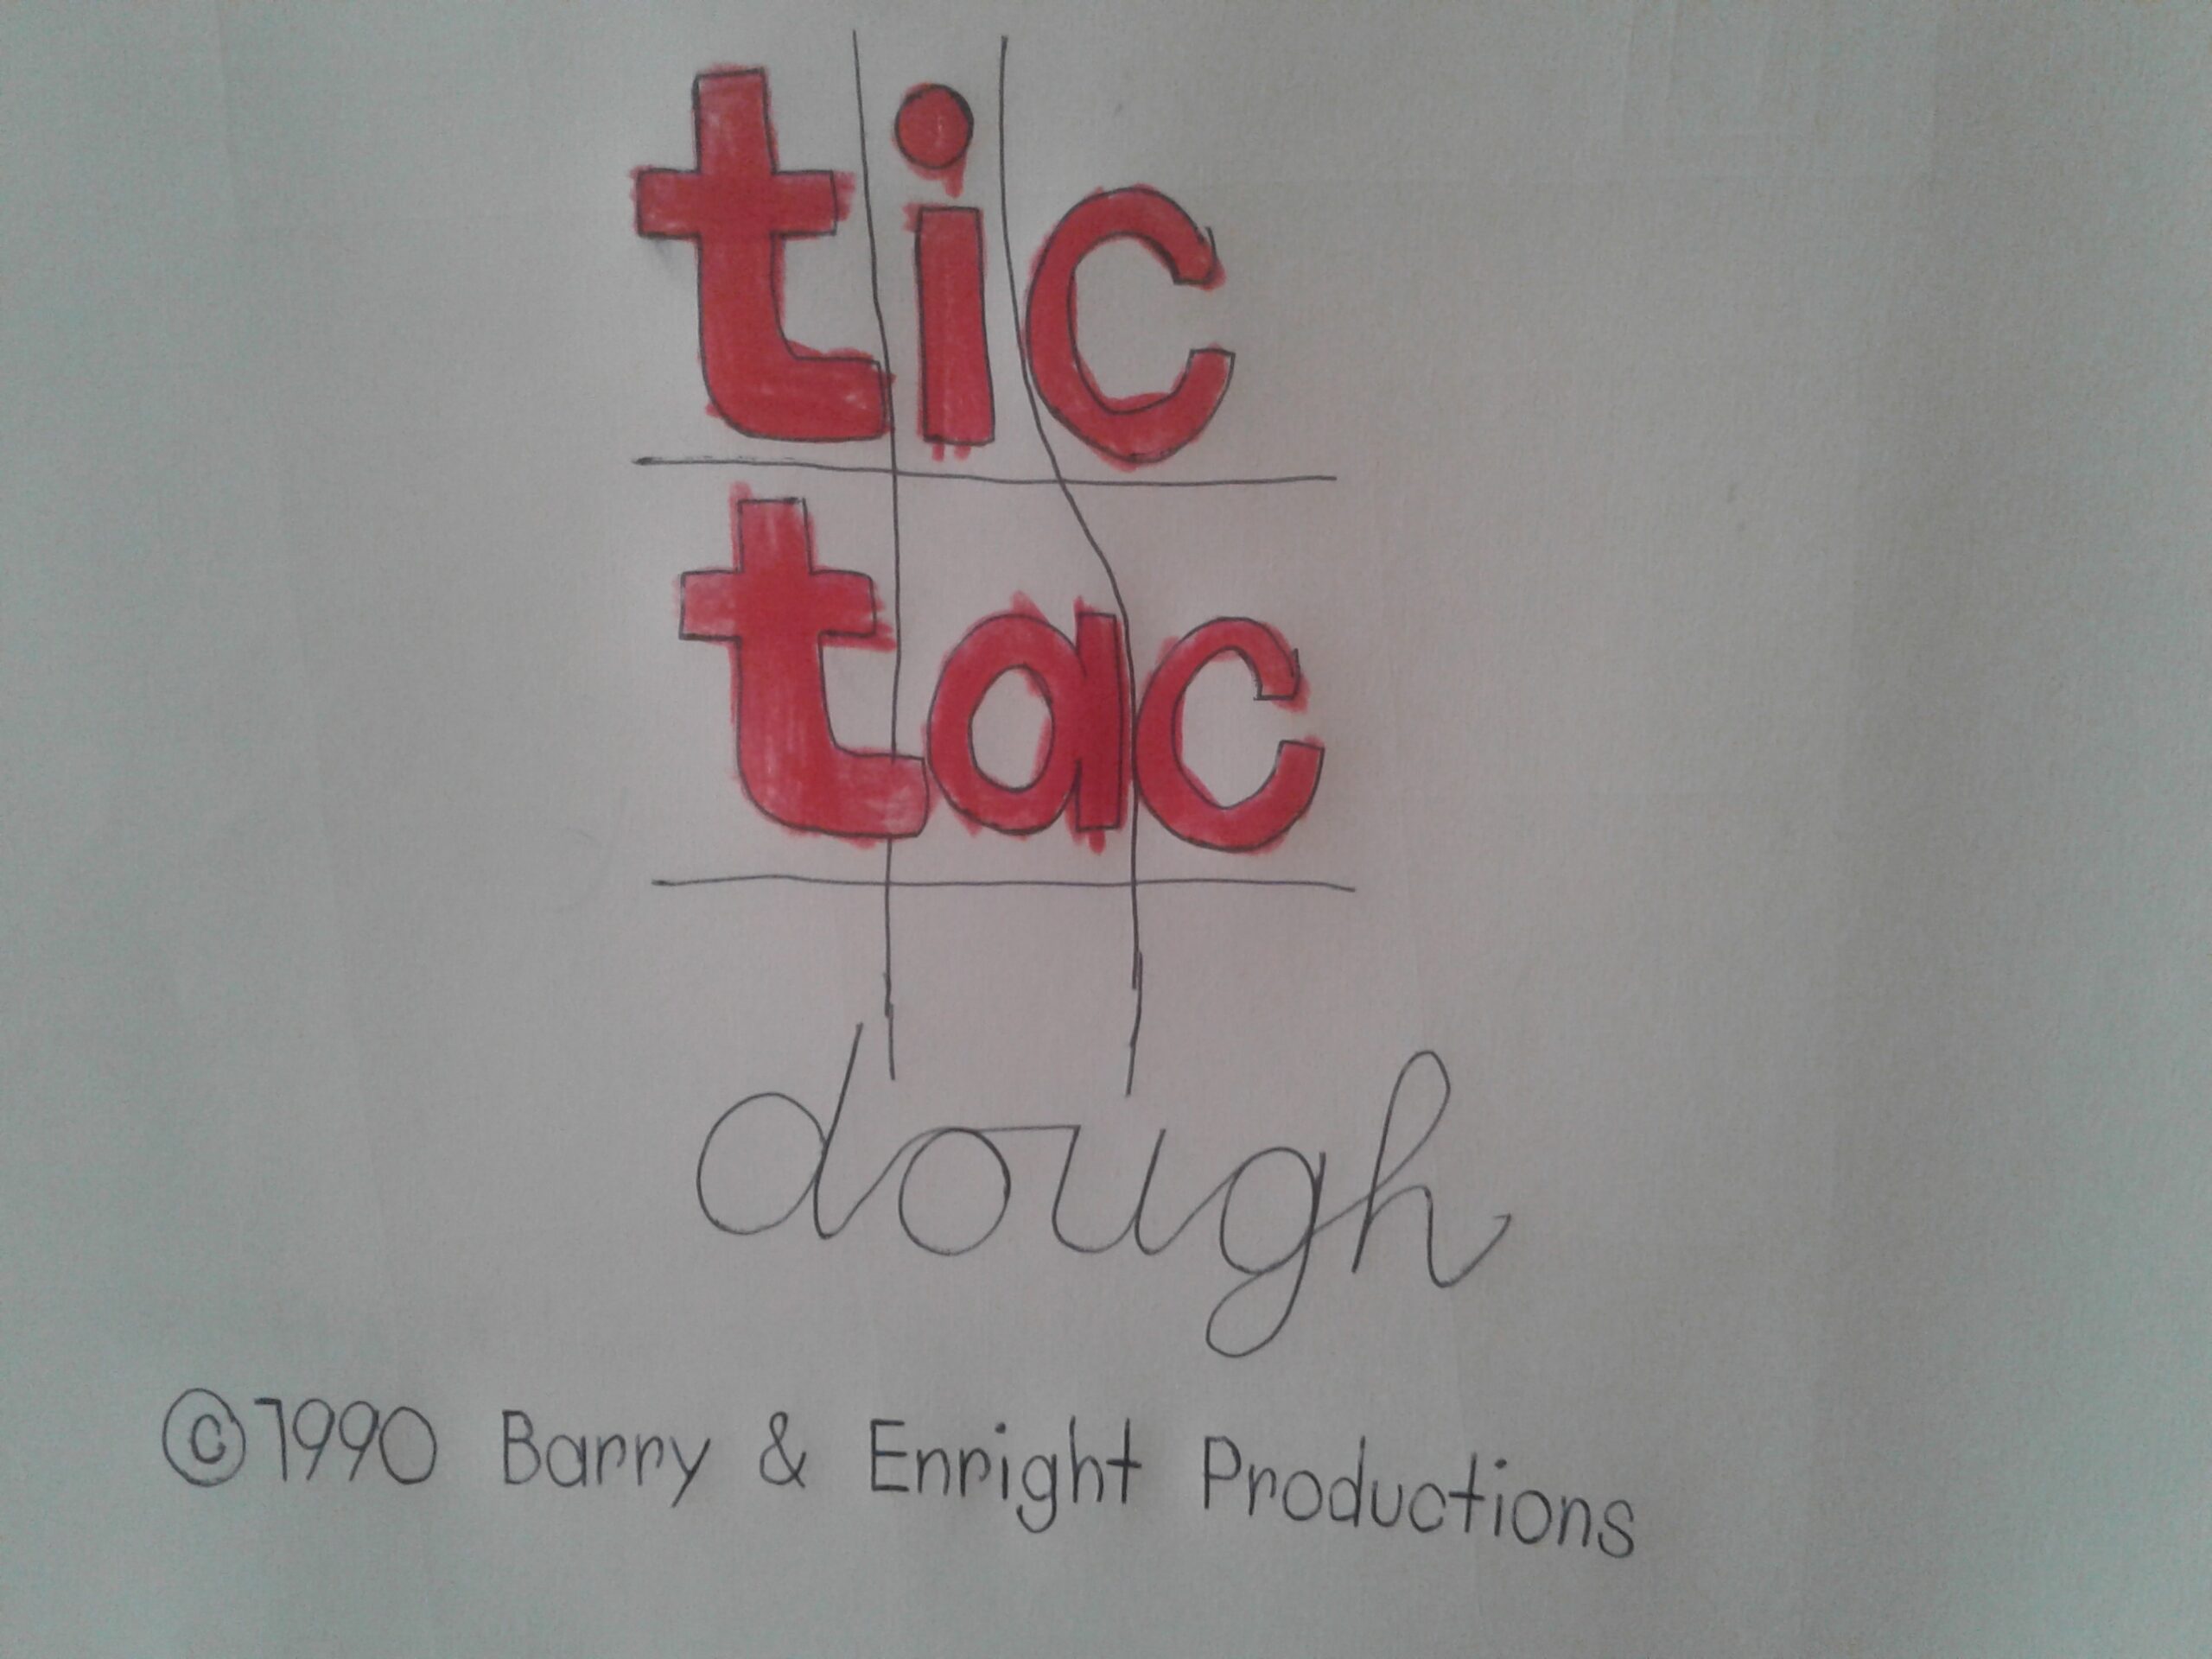 tic
tac
dough
©1990 Barry & Enright Productions